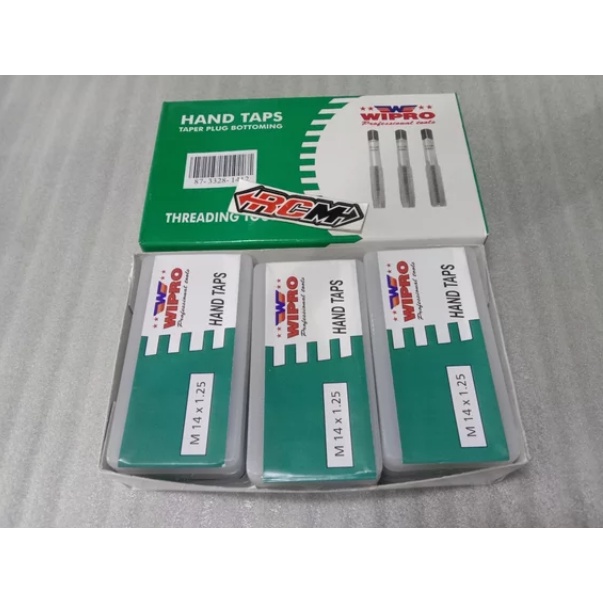 HAND TAPS
TAPER PLUG BOTTOMING
W
WIPRO
Professional tools
THREADING
RCM
W
WIPRO
Professional tools
HAND TAPS
M 14 x 1.25
W
WIPRO
Professional tools
HAND TAPS
M 14 x 1.25
W
WIPRO
Professional tools
HAND TAPS
M 14 x 1.25